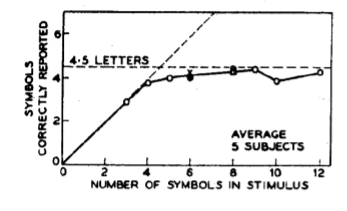 SYMBOLS
CORRECTLY REPORTED
6
4
2
0
4·5 LETTERS
AVERAGE
5 SUBJECTS
0 2 4 6 8 10 12
NUMBER OF SYMBOLS IN STIMULUS